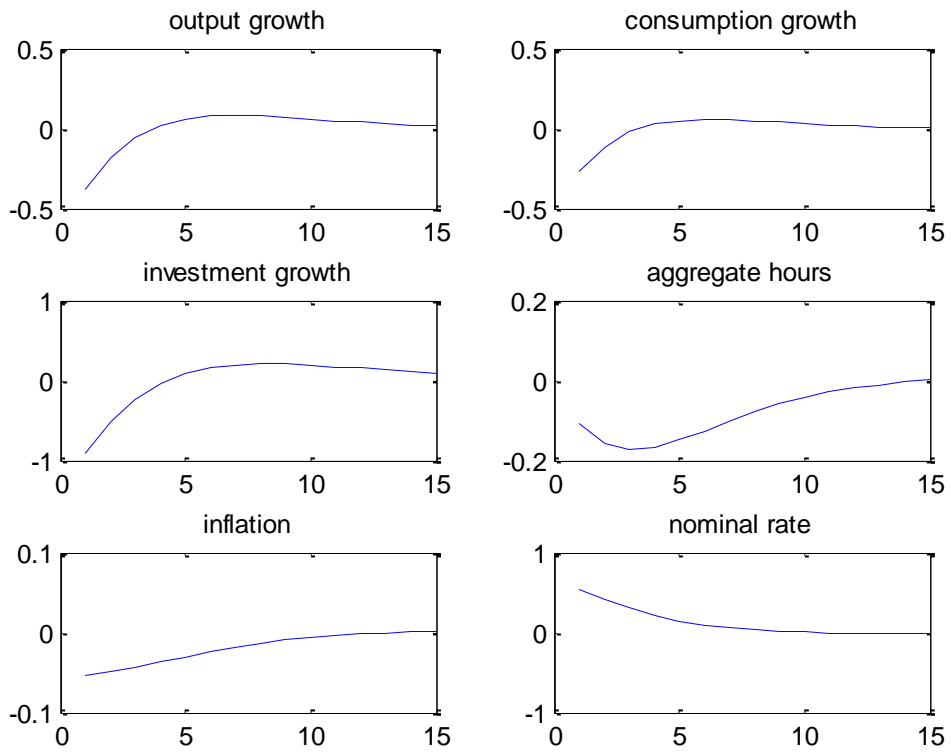 output growth
0.5
0
-0.5
0 5 10 15
consumption growth
0.5
0
-0.5
0 5 10 15
investment growth
1
0
-1
0 5 10 15
aggregate hours
0.2
0
-0.2
0 5 10 15
inflation
0.1
0
-0.1
0 5 10 15
nominal rate
1
0
-1
0 5 10 15